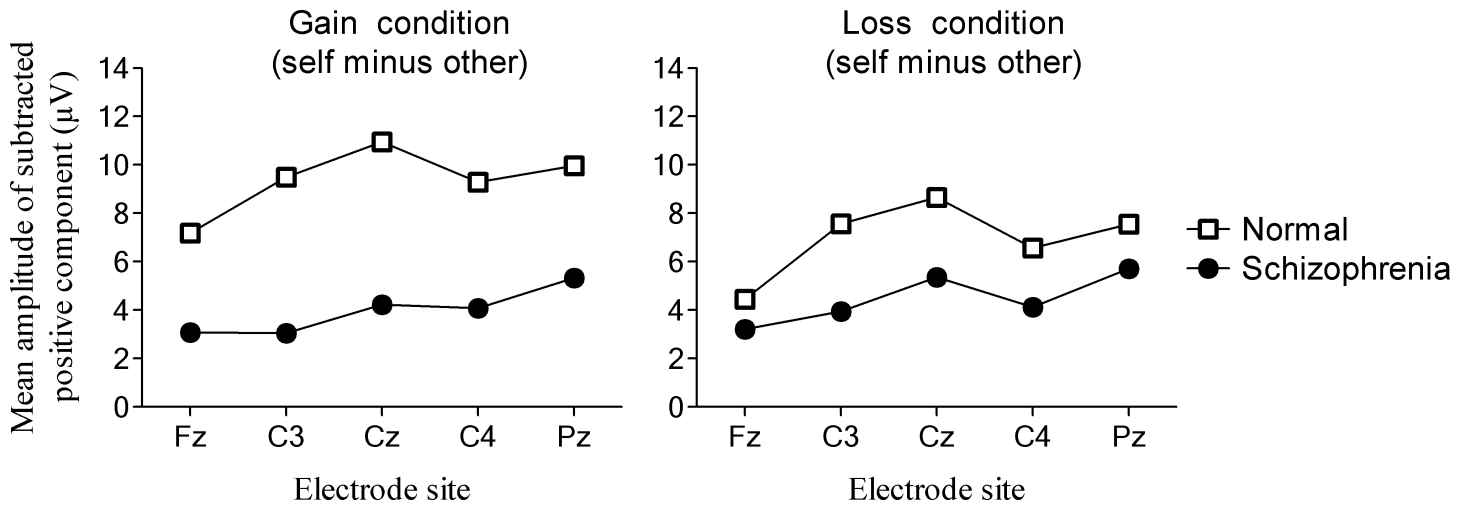 Gain condition
(self minus other)
Mean amplitude of subtracted
positive component (μV)
14
12
10
8
6
4
2
0
Fz C3 Cz C4 Pz
Electrode site
Loss condition
(self minus other)
14
12
10
8
6
4
2
0
Fz C3 Cz C4 Pz
Electrode site
Normal
Schizophrenia